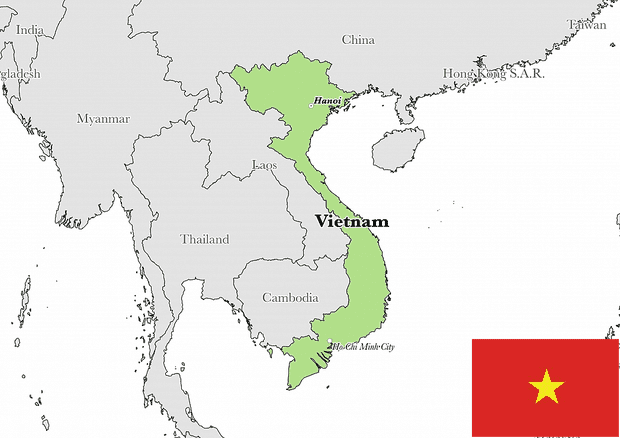 Taiwan
India
China
Hong Kong S.A.R.
gladesh
Hanoi
Myanmar
Laos
Vietnam
Thailand
Cambodia
Ho Chi Minh City